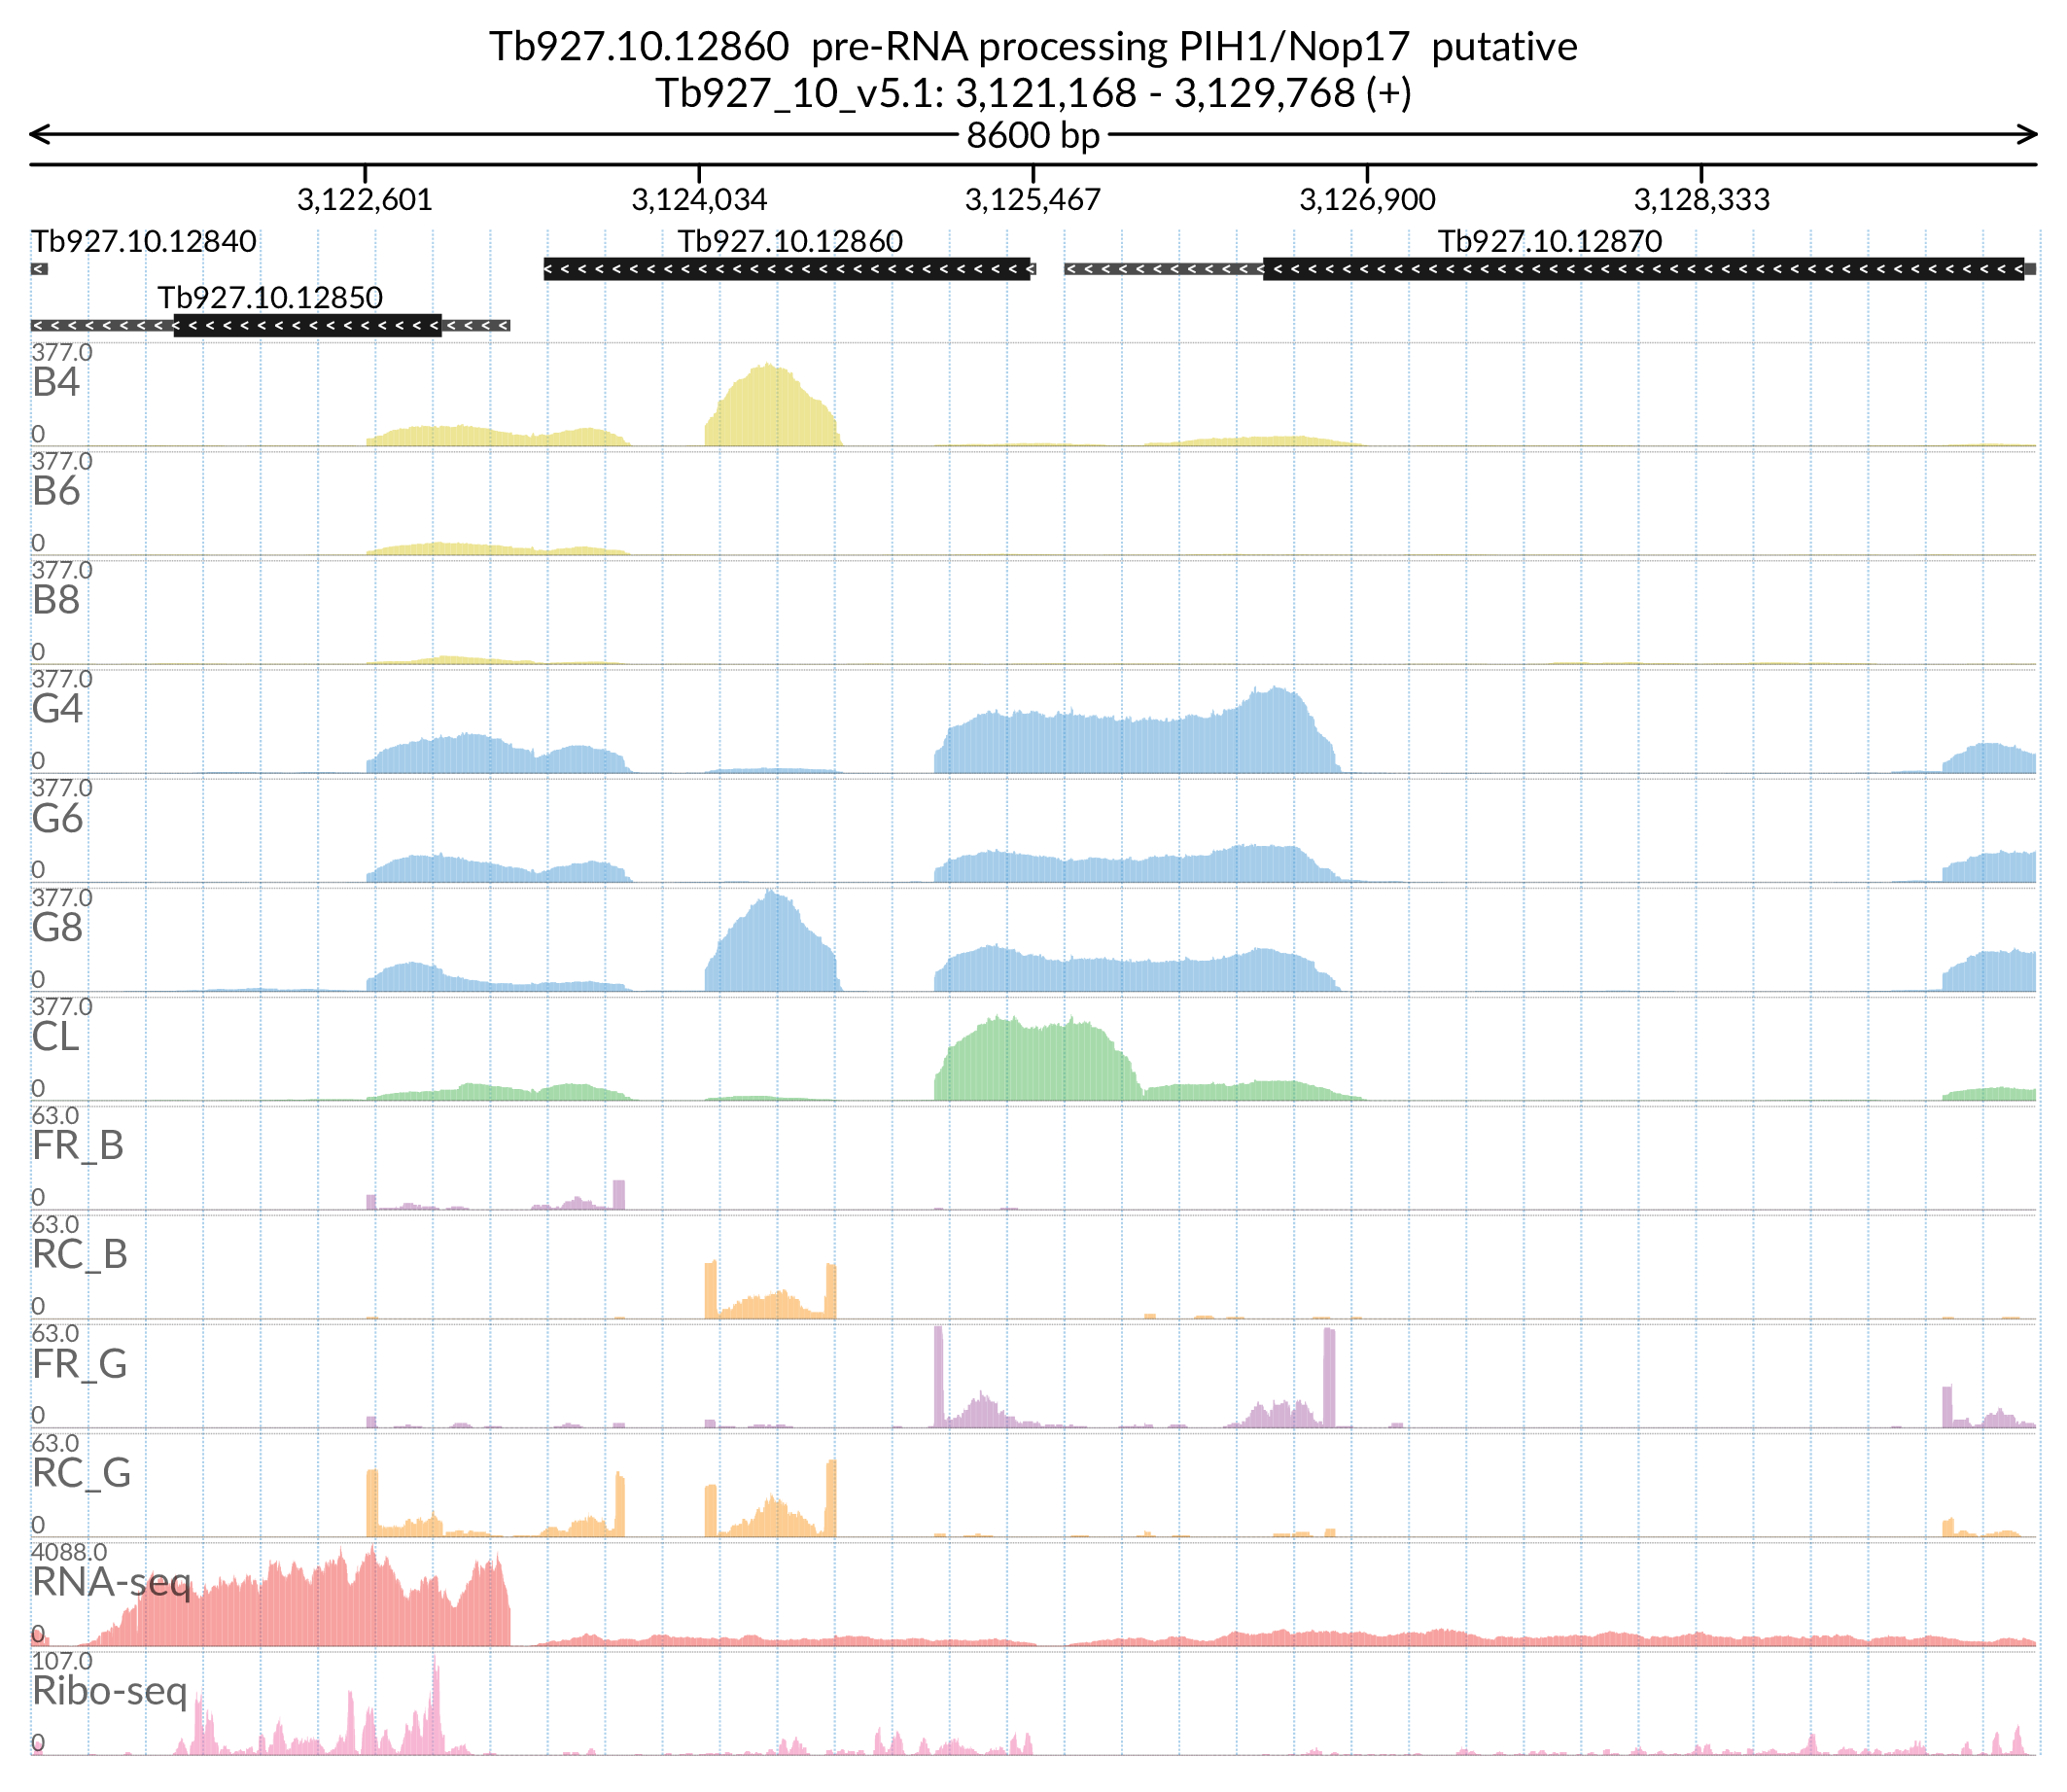 Tb927.10.12860 pre-RNA processing PIH1/Nop17 putative
Tb927_10_v5.1: 3,121,168 - 3,129,768 (+)
8600 bp
3,122,601 3,124,034 3,125,467 3,126,900 3,128,333
Tb927.10.12840 Tb927.10.12860 Tb927.10.12870
Tb927.10.12850
377.0
B4
0
377.0
B6
0
377.0
B8
0
377.0
G4
0
377.0
G6
0
377.0
G8
0
377.0
CL
0
63.0
FR_B
0
63.0
RC_B
0
63.0
FR_G
0
63.0
RC_G
0
4088.0
RNA-seq
0
107.0
Ribo-seq
0